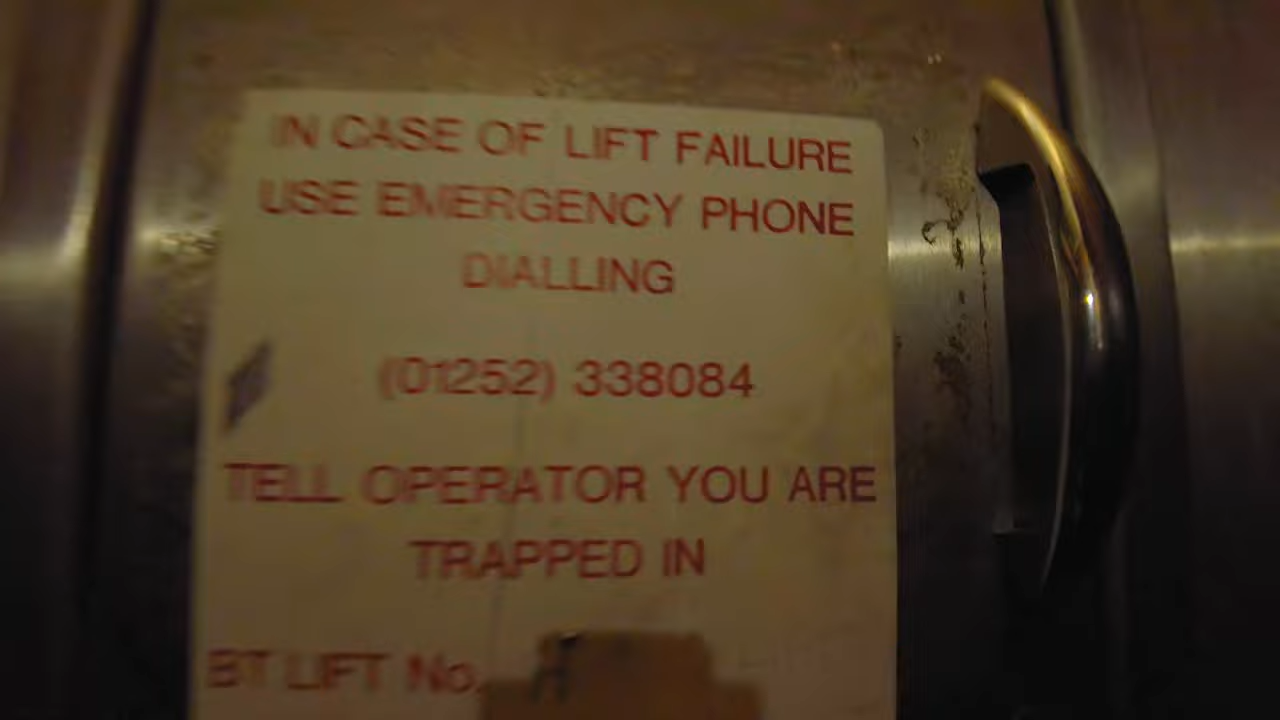 IN CASE OF LIFT FAILURE
USE EMERGENCY PHONE
DIALLING
(01252) 338084
TELL OPERATOR YOU ARE
TRAPPED IN
BT LIFT No.